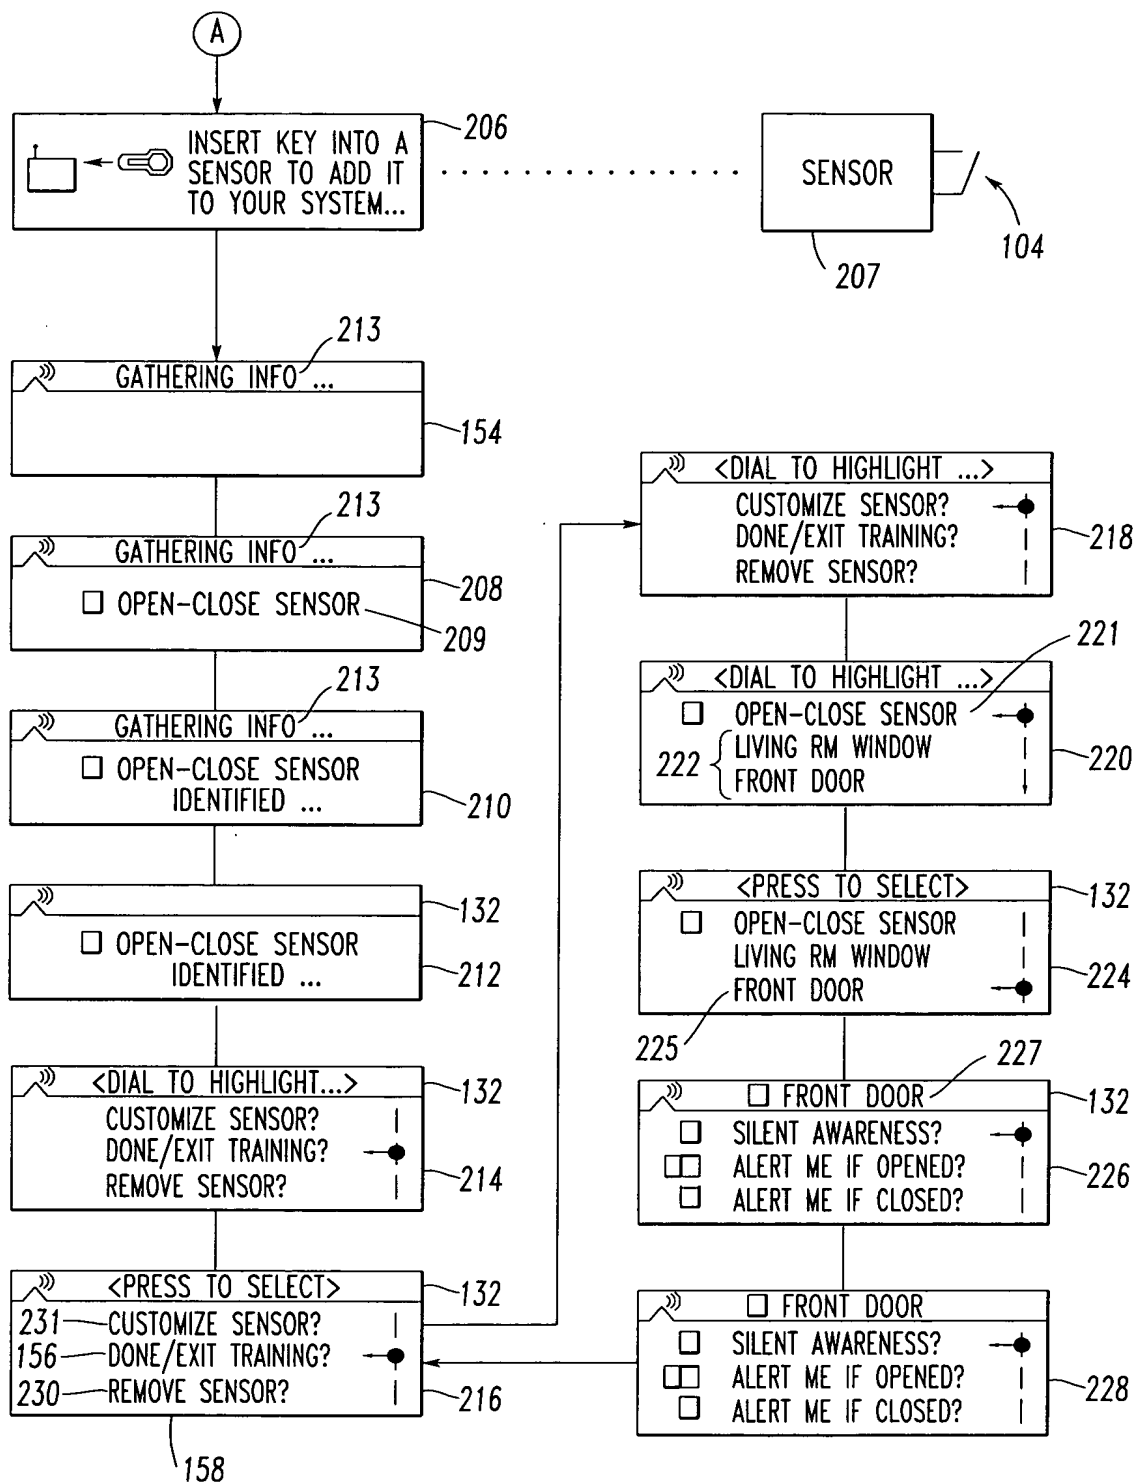 A
INSERT KEY INTO A
SENSOR TO ADD IT
TO YOUR SYSTEM...
206
SENSOR
207
104
213
GATHERING INFO ...
154
213
GATHERING INFO ...
OPEN-CLOSE SENSOR
208
209
213
GATHERING INFO ...
OPEN-CLOSE SENSOR
IDENTIFIED ...
210
132
OPEN-CLOSE SENSOR
IDENTIFIED ...
212
<DIAL TO HIGHLIGHT...>
132
CUSTOMIZE SENSOR?
DONE/EXIT TRAINING?
REMOVE SENSOR?
214
<PRESS TO SELECT>
132
231 CUSTOMIZE SENSOR?
156 DONE/EXIT TRAINING?
230 REMOVE SENSOR?
216
158
<DIAL TO HIGHLIGHT ...>
CUSTOMIZE SENSOR?
DONE/EXIT TRAINING?
REMOVE SENSOR?
218
221
<DIAL TO HIGHLIGHT ...>
OPEN-CLOSE SENSOR
LIVING RM WINDOW
222
FRONT DOOR
220
<PRESS TO SELECT>
132
OPEN-CLOSE SENSOR
LIVING RM WINDOW
FRONT DOOR
224
225
227
FRONT DOOR
132
SILENT AWARENESS?
ALERT ME IF OPENED?
ALERT ME IF CLOSED?
226
FRONT DOOR
SILENT AWARENESS?
ALERT ME IF OPENED?
ALERT ME IF CLOSED?
228